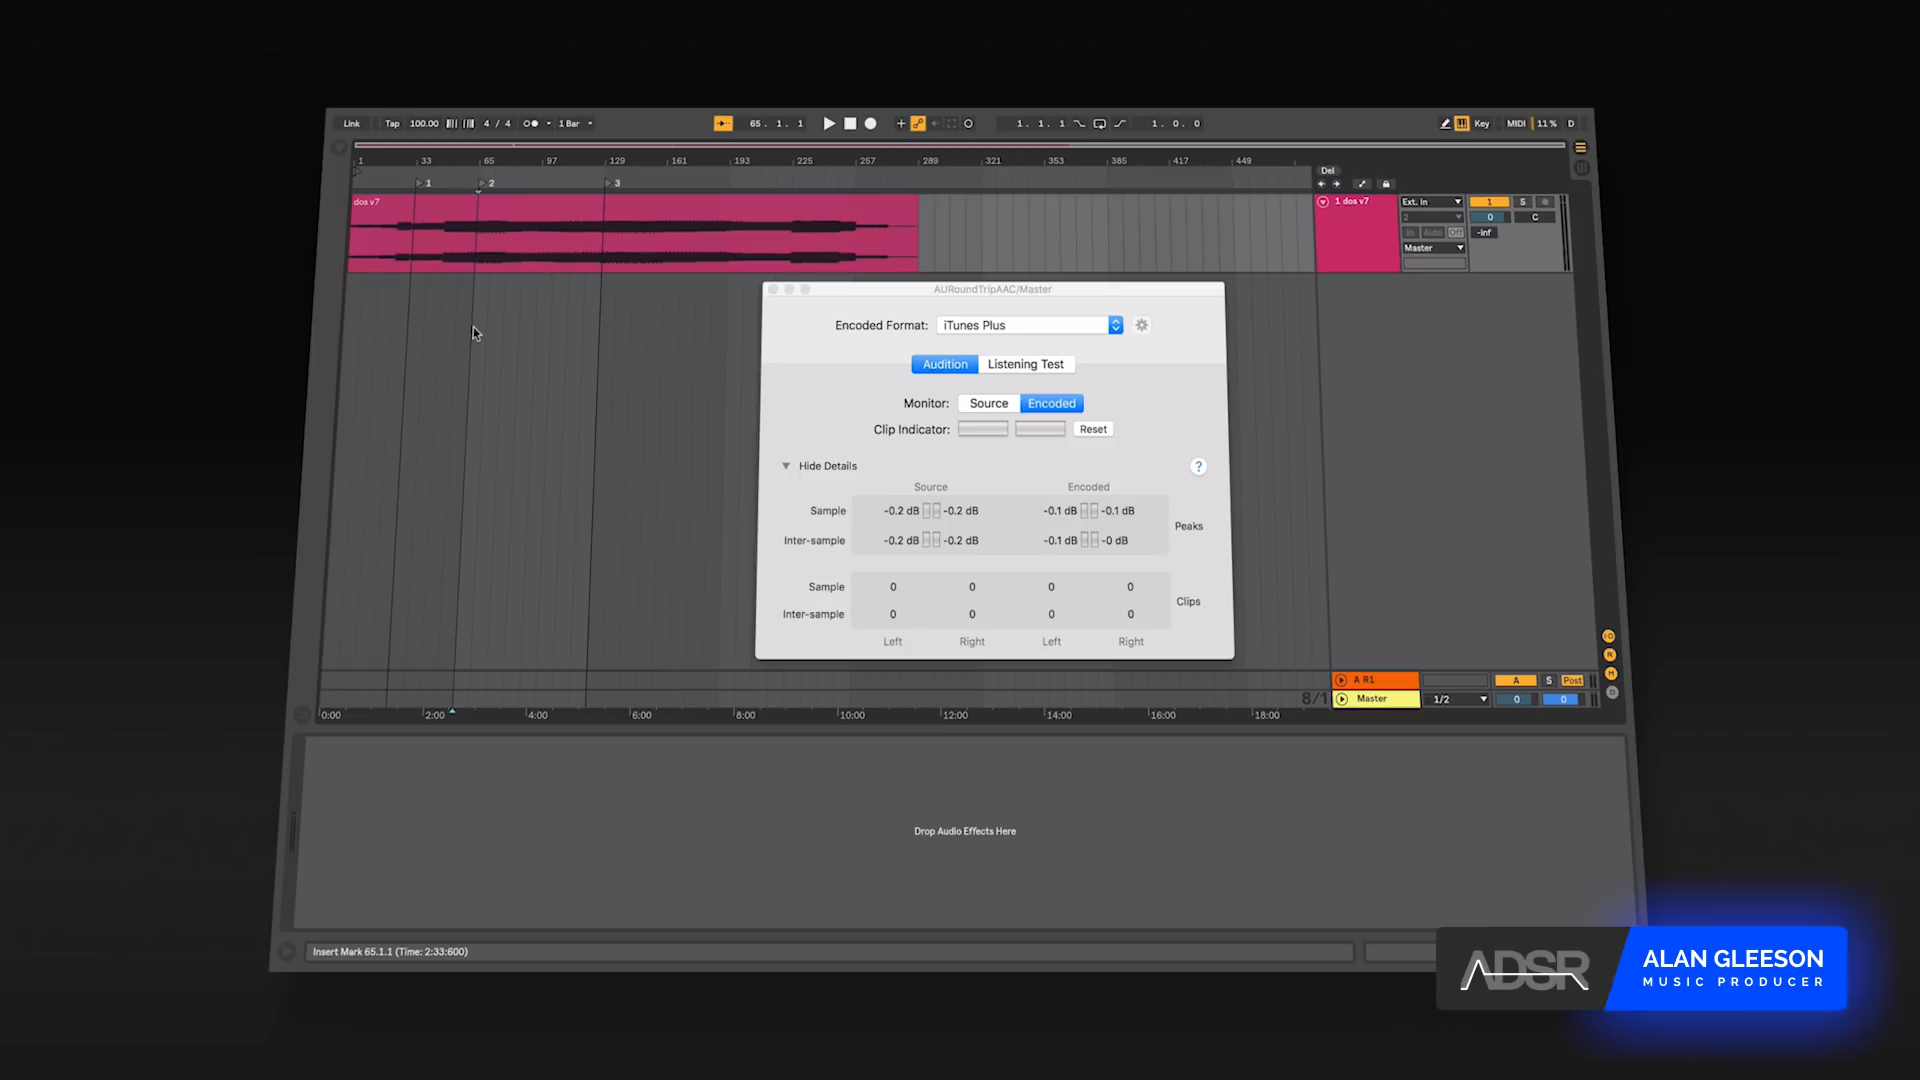 Link Tap 100.00 4 / 4 1 Bar 65. 1. 1 1. 1. 1 1. 0. 0 Key MIDI 11 % D
1 33 65 97 129 161 193 225 257 289 321 353 385 417 449
Del
1 2 3
dos v7
1 dos v7 Ext. In 1 S
2 0 C
In Auto Off -inf
Master
AURoundTripAAC/Master
Encoded Format: iTunes Plus
Audition Listening Test
Monitor: Source Encoded
Clip Indicator: Reset
Hide Details ?
Source Encoded
Sample -0.2 dB -0.2 dB -0.1 dB -0.1 dB
Peaks
Inter-sample -0.2 dB -0.2 dB -0.1 dB -0 dB
Sample 0 0 0 0
Clips
Inter-sample 0 0 0 0
Left Right Left Right
A R1 A S Post
8/1 Master 1/2 0 0
0:00 2:00 4:00 6:00 8:00 10:00 12:00 14:00 16:00 18:00
Drop Audio Effects Here
Insert Mark 65.1.1 (Time: 2:33:600)
ADSR
ALAN GLEESON
MUSIC PRODUCER